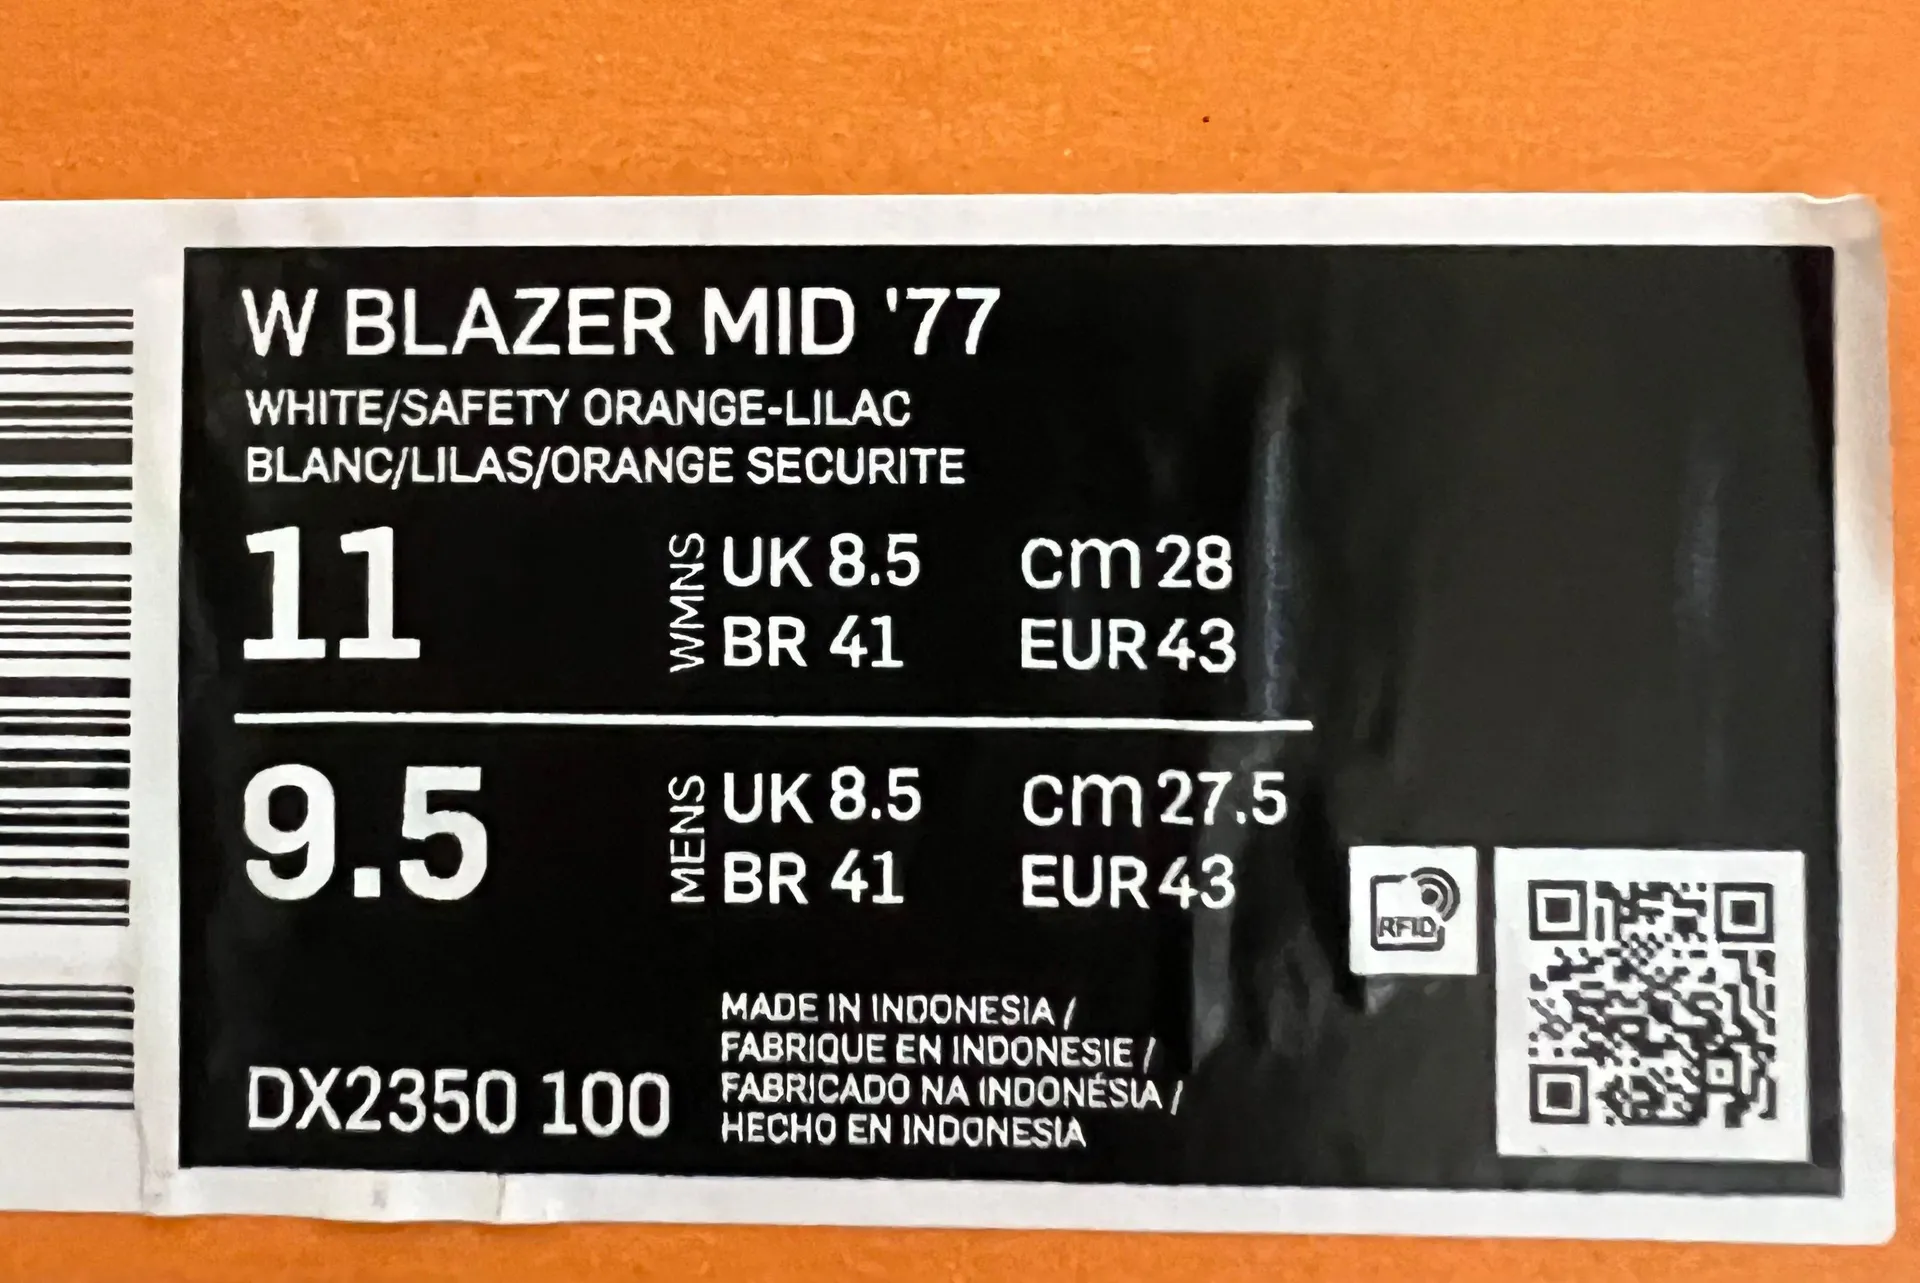 W BLAZER MID '77
WHITE/SAFETY ORANGE-LILAC
BLANC/LILAS/ORANGE SECURITE
11
WMNS
UK 8.5 cm 28
BR 41 EUR 43
9.5
MENS
UK 8.5 cm 27.5
BR 41 EUR 43
RFID
MADE IN INDONESIA /
FABRIQUE EN INDONESIE /
FABRICADO NA INDONÉSIA /
HECHO EN INDONESIA
DX2350 100